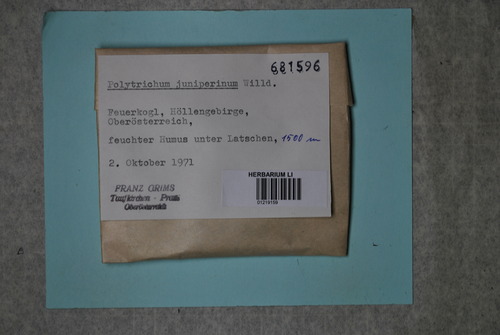 681596
Polytrichum juniperinum Willd.
Feuerkogl, Höllengebirge,
Oberösterreich,
feuchter Humus unter Latschen, 1500 m
2. Oktober 1971
HERBARIUM LI
FRANZ GRIMS
Taufkirchen - Pram
Oberösterreich